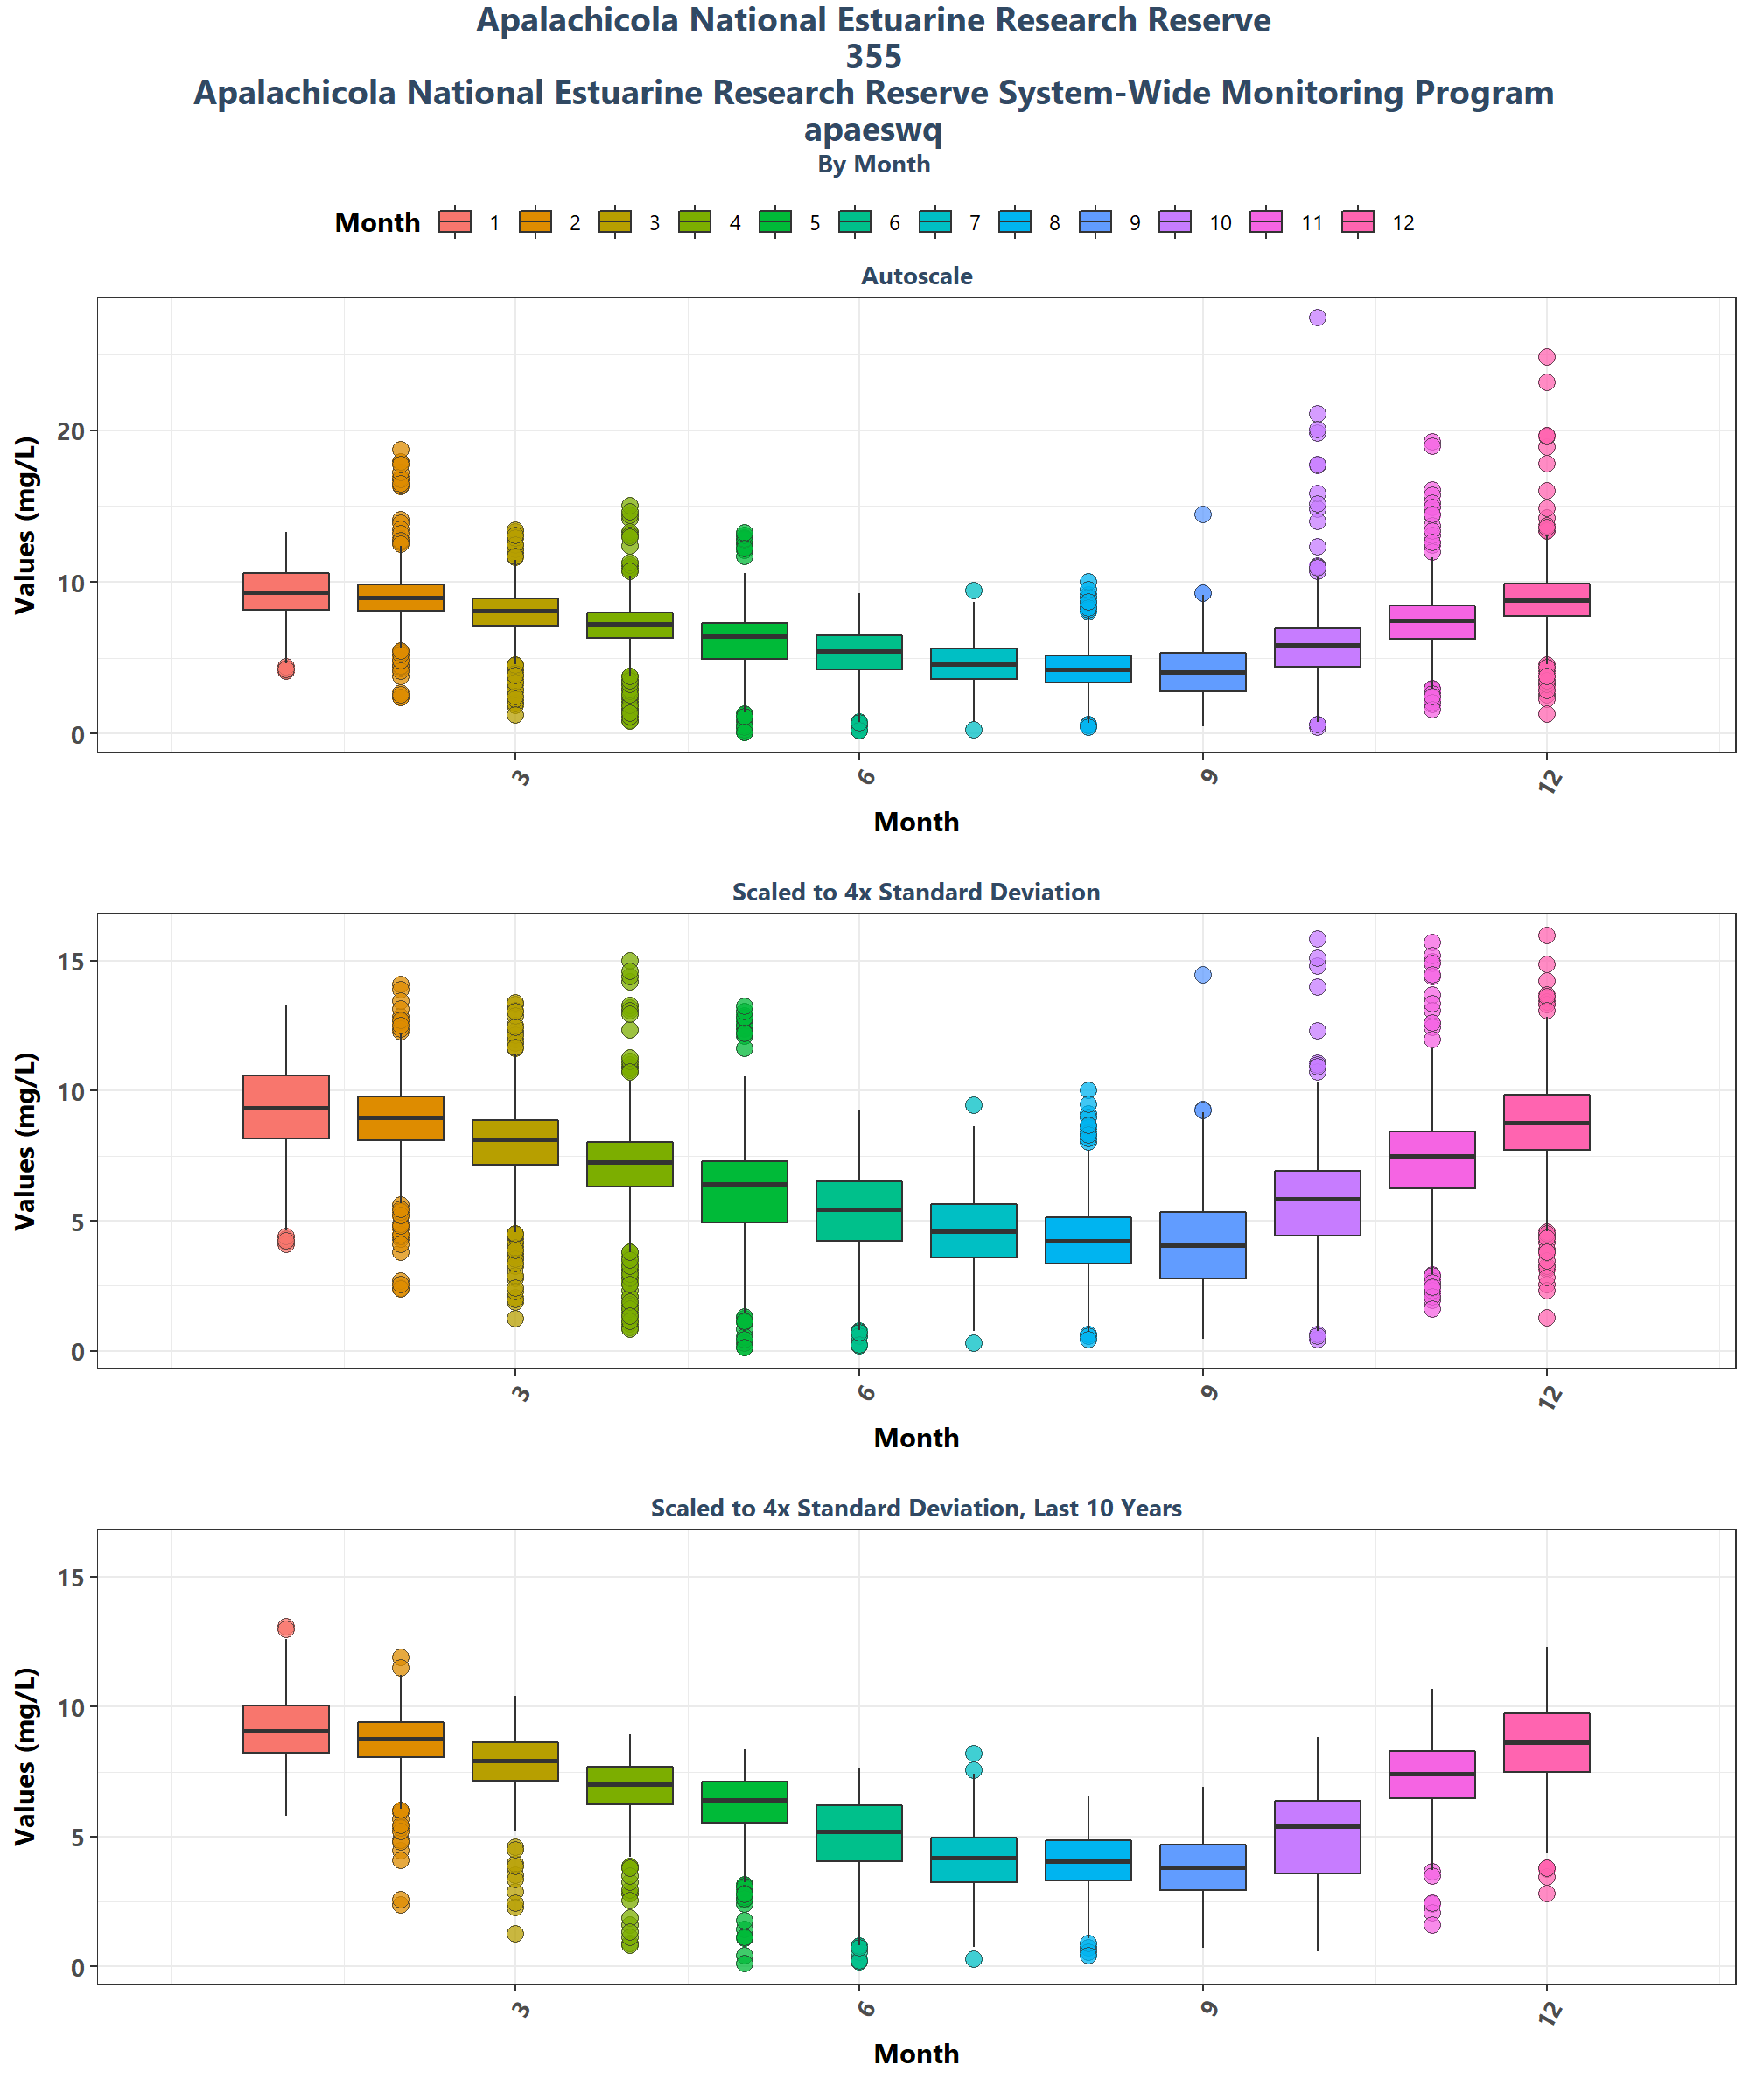 Apalachicola National Estuarine Research Reserve
355
Apalachicola National Estuarine Research Reserve System-Wide Monitoring Program
apaeswq
By Month
Month 1 2 3 4 5 6 7 8 9 10 11 12
Autoscale
Values (mg/L)
20
10
0
3 6 9 12
Month
Scaled to 4x Standard Deviation
Values (mg/L)
15
10
5
0
3 6 9 12
Month
Scaled to 4x Standard Deviation, Last 10 Years
Values (mg/L)
15
10
5
0
3 6 9 12
Month